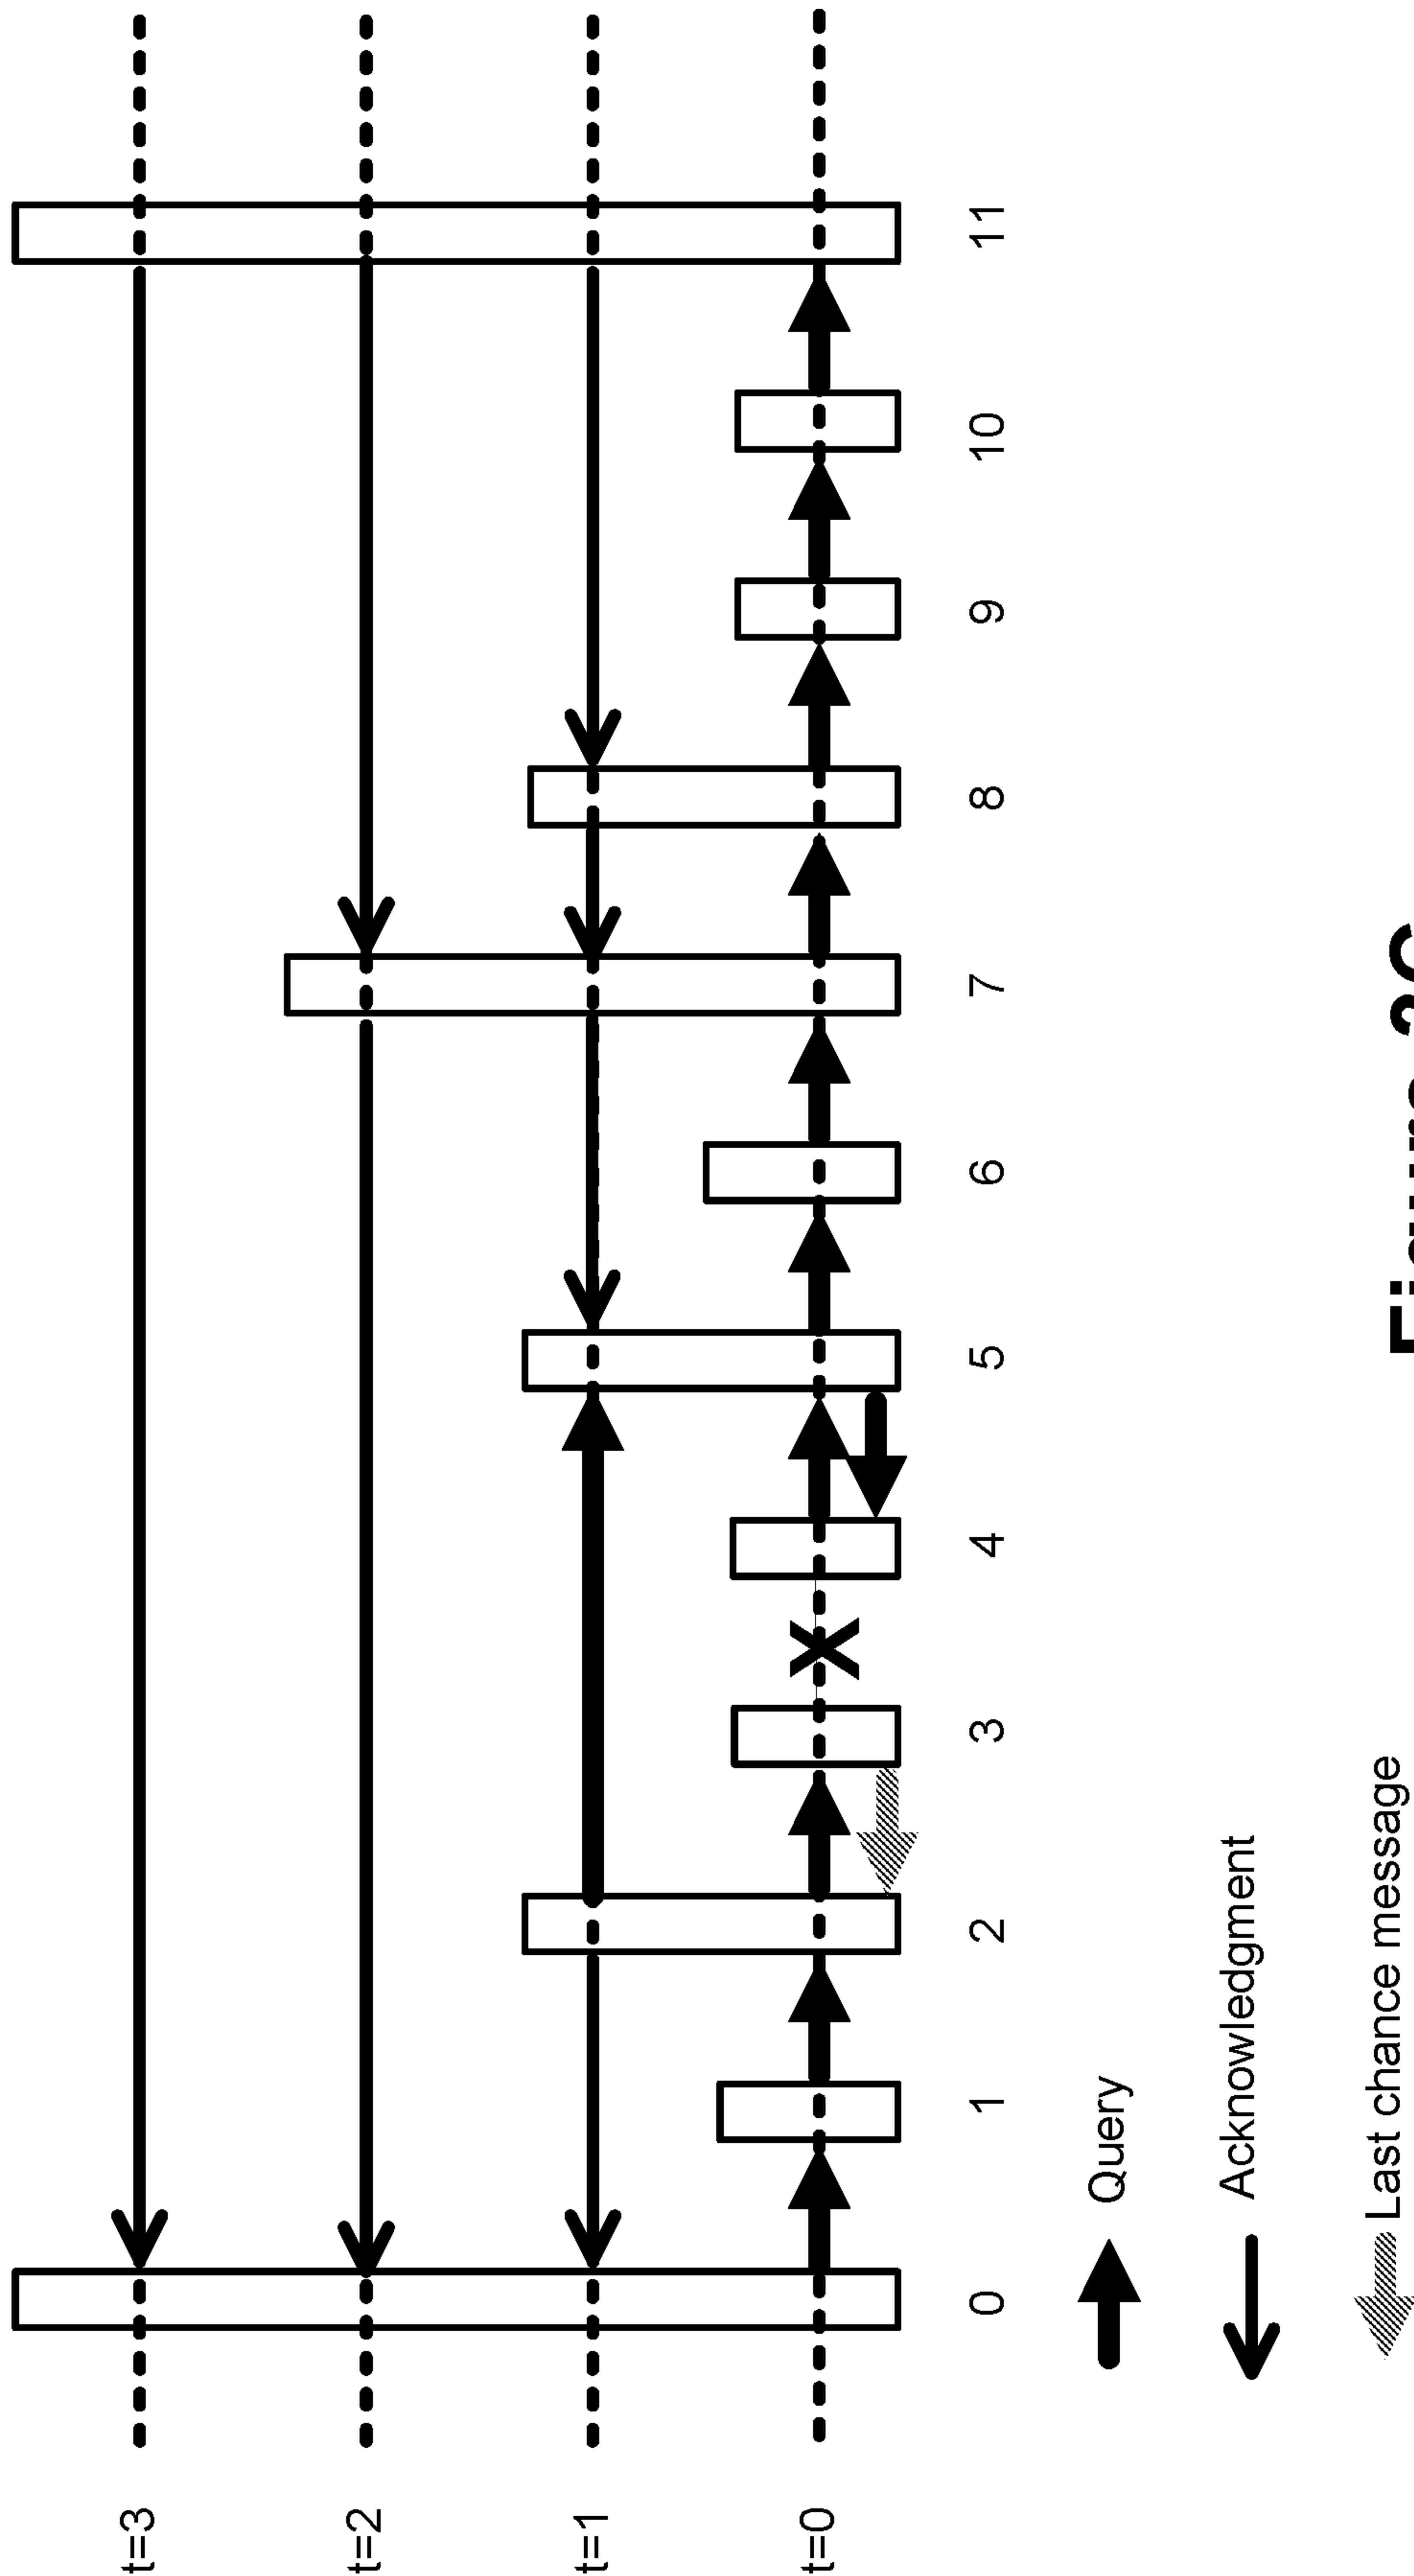 t=3
t=2
t=1
t=0
0 1 2 3 4 5 6 7 8 9 10 11
Query
Acknowledgment
Last chance message
X